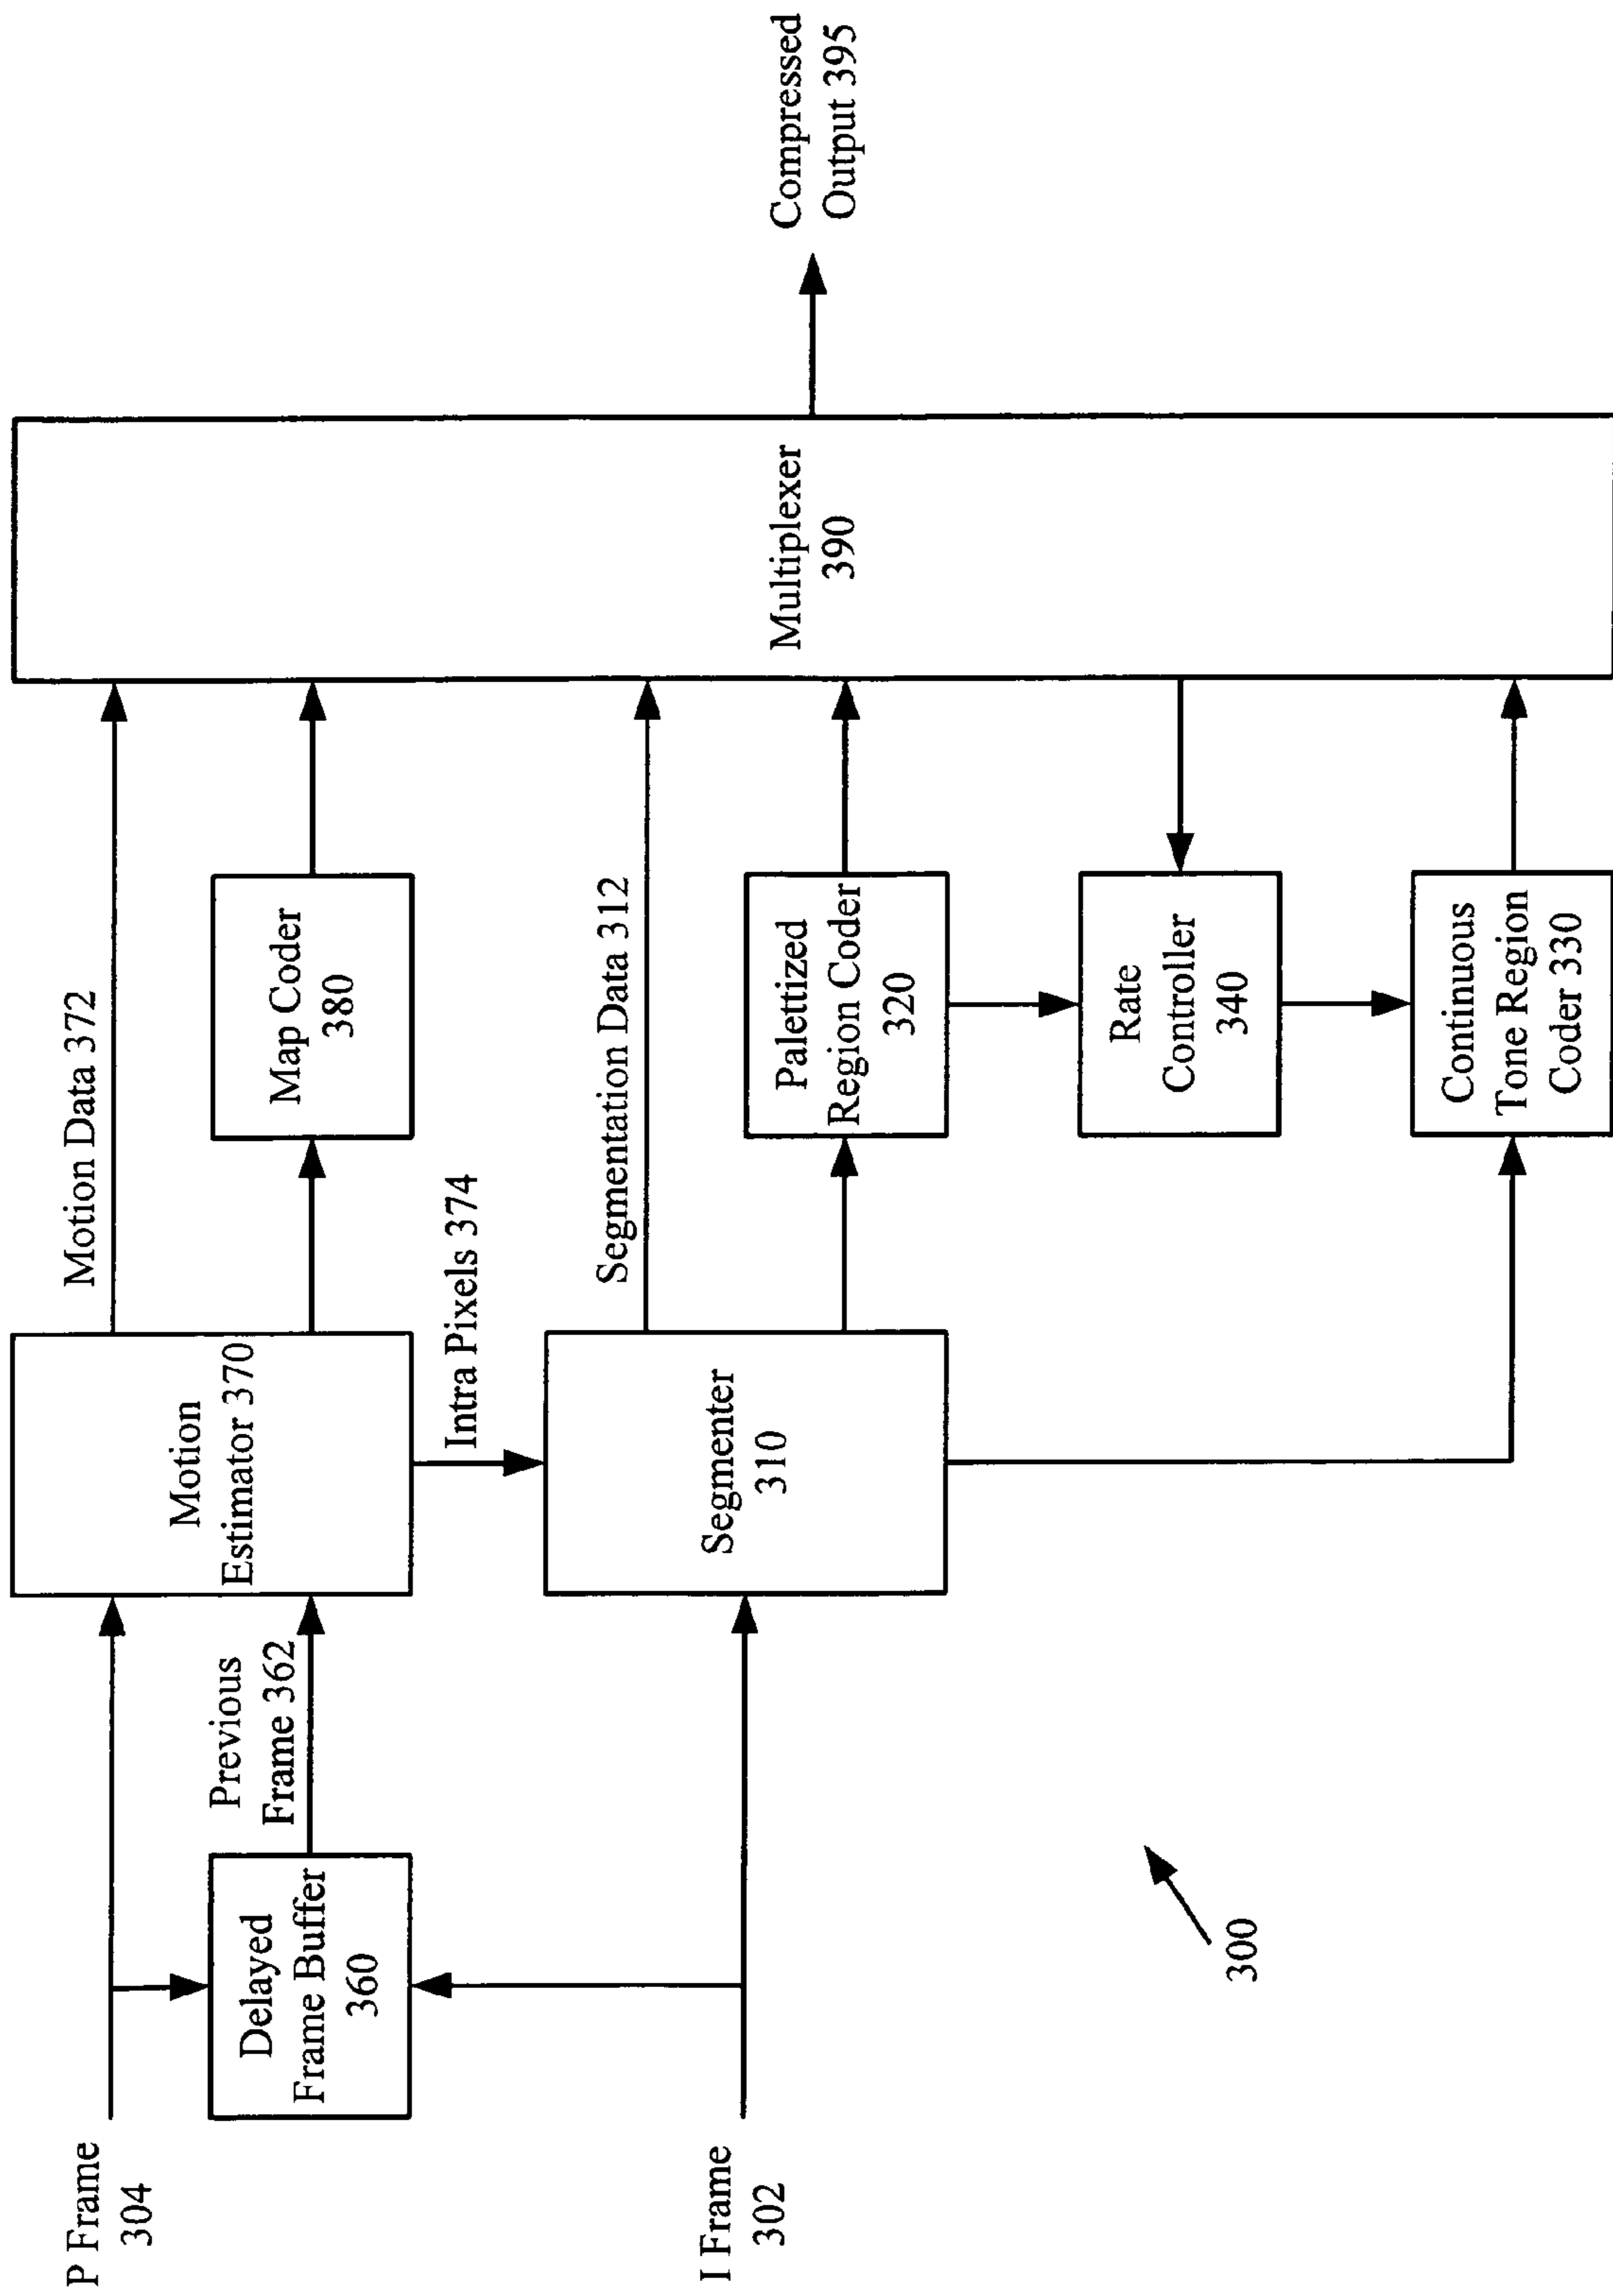 P Frame
304
I Frame
302
Delayed
Frame Buffer
360
Previous
Frame 362
Motion
Estimator 370
Intra Pixels 374
Segmenter
310
Motion Data 372
Map Coder
380
Segmentation Data 312
Palettized
Region Coder
320
Rate
Controller
340
Continuous
Tone Region
Coder 330
Multiplexer
390
Compressed
Output 395
300